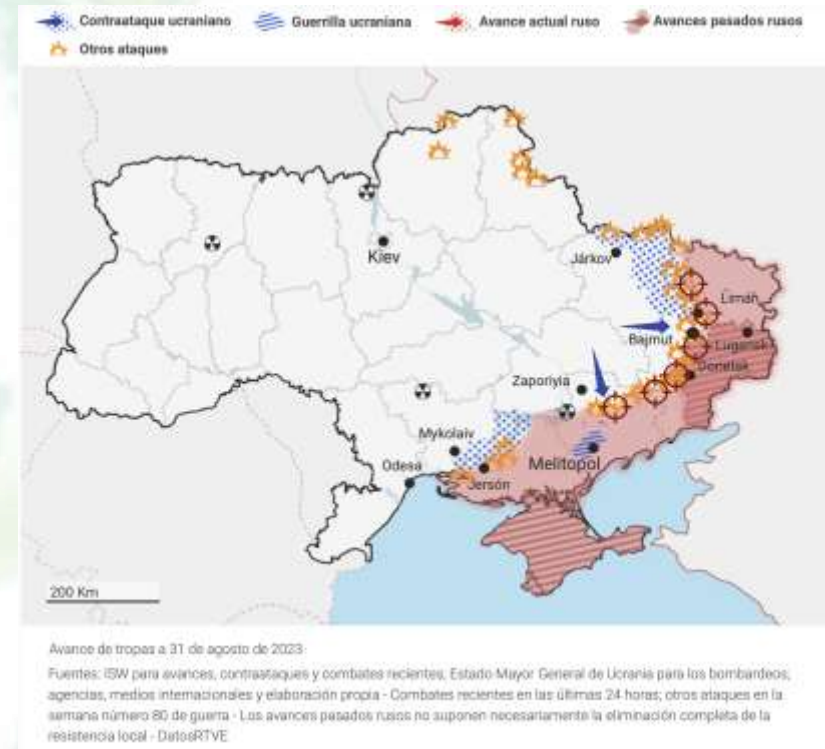 Contraataque ucraniano Guerrilla ucraniana Avance actual ruso Avances pasados rusos
Otros ataques
Kiev
Járkov
Limán
Bajmut
Lugansk
Donetsk
Zaporiyia
Mykolaiv
Melitopol
Odesa
Jersón
200 Km
Avance de tropas a 31 de agosto de 2023
Fuentes: ISW para avances, contraataques y combates recientes; Estado Mayor General de Ucrania para los bombardeos;
agencias, medios internacionales y elaboración propia - Combates recientes en las últimas 24 horas; otros ataques en la
semana número 80 de guerra - Los avances pasados rusos no suponen necesariamente la eliminación completa de la
resistencia local - DatosRTVE